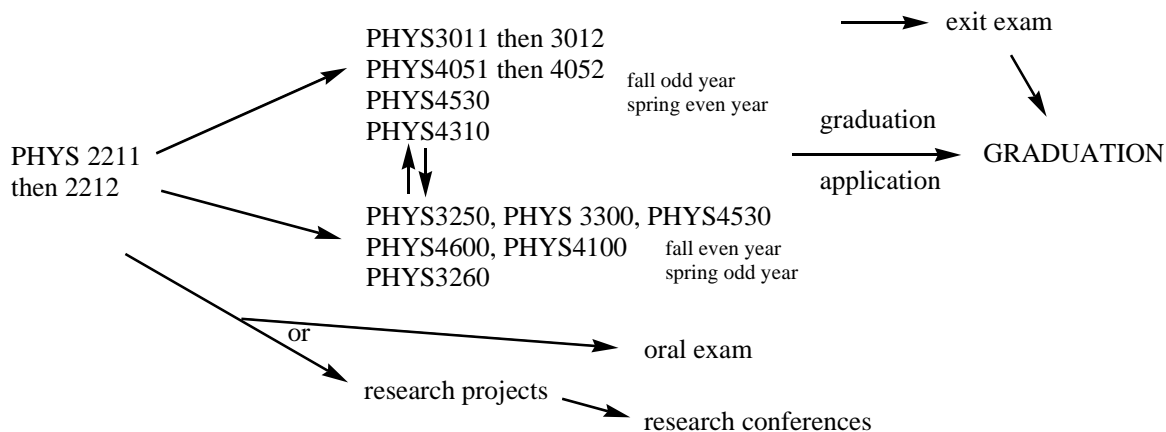 exit exam
PHYS3011 then 3012
PHYS4051 then 4052
fall odd year
PHYS4530
spring even year
PHYS4310
graduation
PHYS 2211
GRADUATION
then 2212
application
PHYS3250, PHYS 3300, PHYS4530
PHYS4600, PHYS4100
fall even year
PHYS3260
spring odd year
or
oral exam
research projects
research conferences